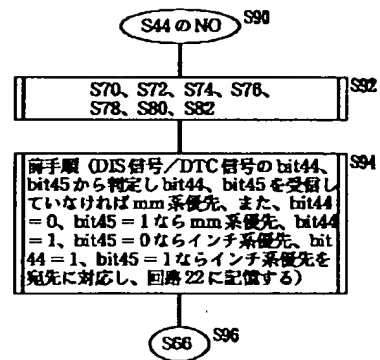 S44のNO S90
S70、S72、S74、S76、 S92
S78、S80、S82
S94
前手順（DIS信号／DTC信号のbit44、
bit45から判定しbit44、bit45を受信し
ていなければmm系優先、また、bit44
＝0、bit45＝1ならmm系優先、bit44
＝1、bit45＝0ならインチ系優先、bit
44＝1、bit45＝1ならインチ系優先を
宛先に対応し、回路22に記憶する）
S66 S96